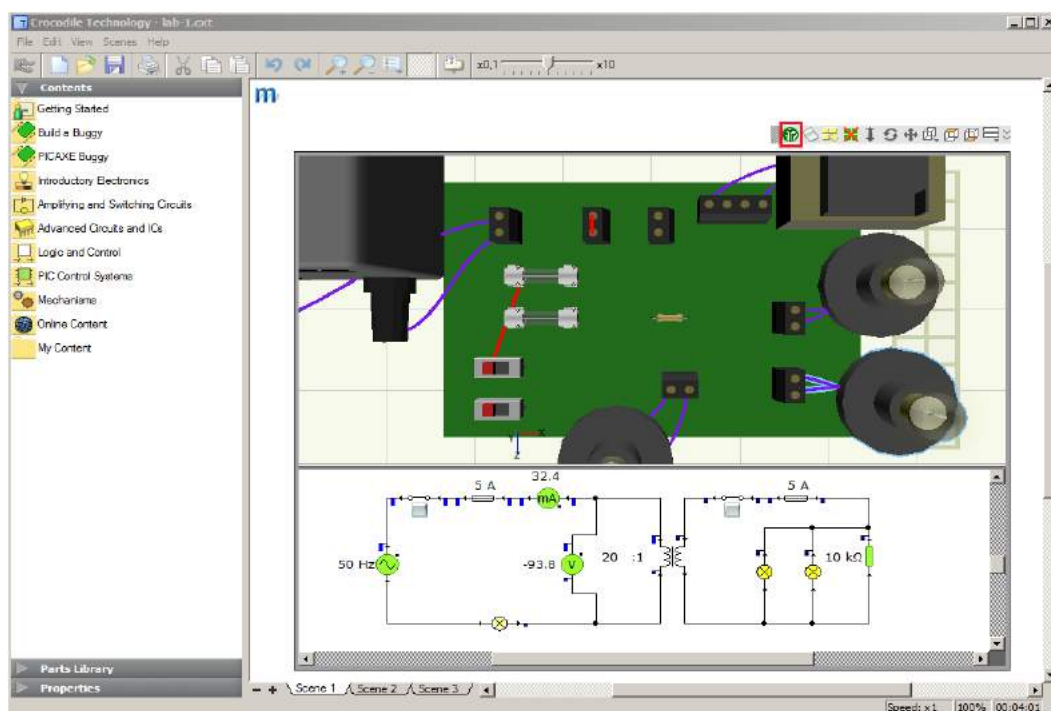 Crocodile Technology - lab-1.cxt
File Edit View Scenes Help
x0,1 x10
Contents
Getting Started
Build a Buggy
PICAXE Buggy
Introductory Electronics
Amplifying and Switching Circuits
Advanced Circuits and ICs
Logic and Control
PIC Control Systems
Mechanisms
Online Content
My Content
m
Y X
Z
32.4
5 A
mA
5 A
50 Hz
-93.8
V
20 :1
10 kΩ
Parts Library
Properties
Scene 1 Scene 2 Scene 3
Speed: x1 100% 00:04:01